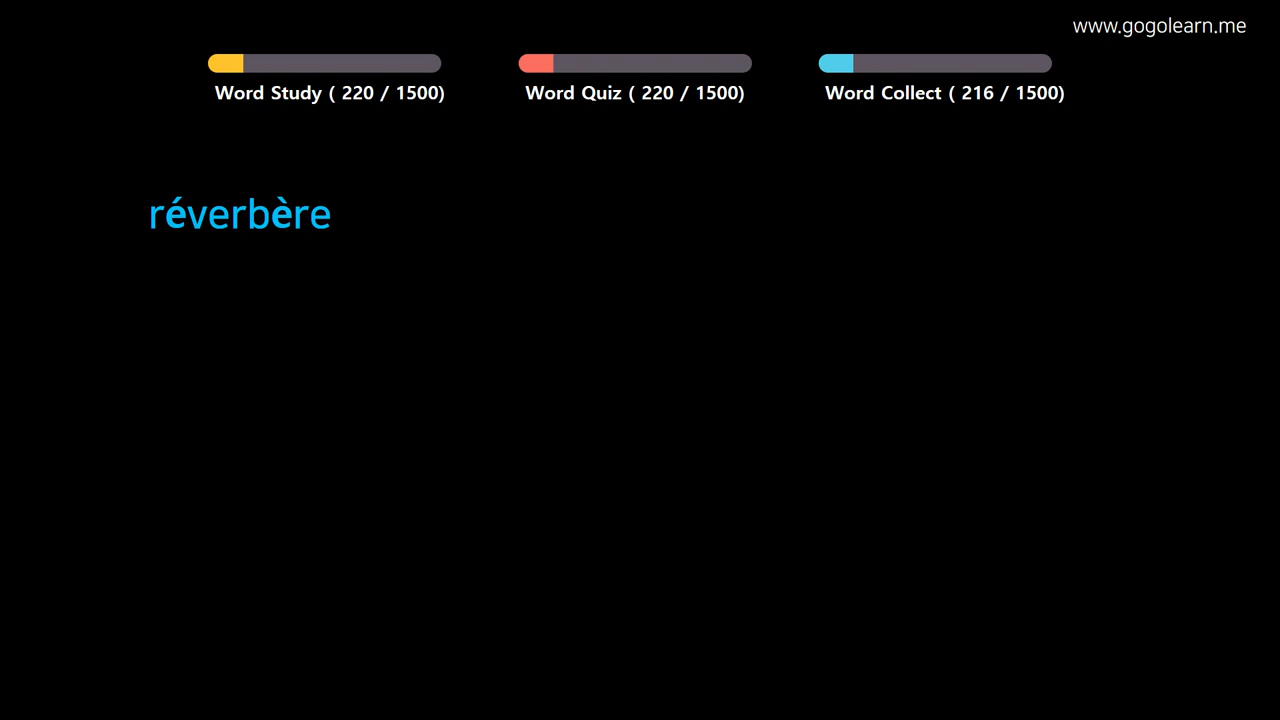 www.gogolearn.me
Word Study ( 220 / 1500)
Word Quiz ( 220 / 1500)
Word Collect ( 216 / 1500)
réverbère